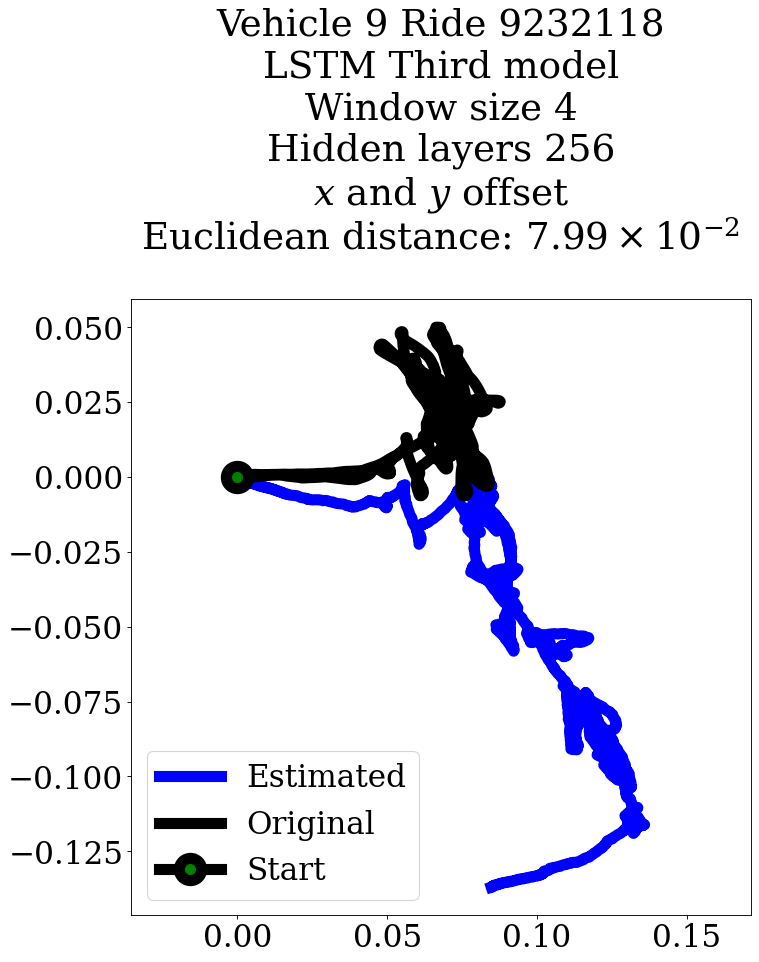 Vehicle 9 Ride 9232118
LSTM Third model
Window size 4
Hidden layers 256
x and y offset
Euclidean distance: 7.99 × 10⁻²
0.050
0.025
0.000
−0.025
−0.050
−0.075
−0.100
−0.125
Estimated
Original
Start
0.00 0.05 0.10 0.15